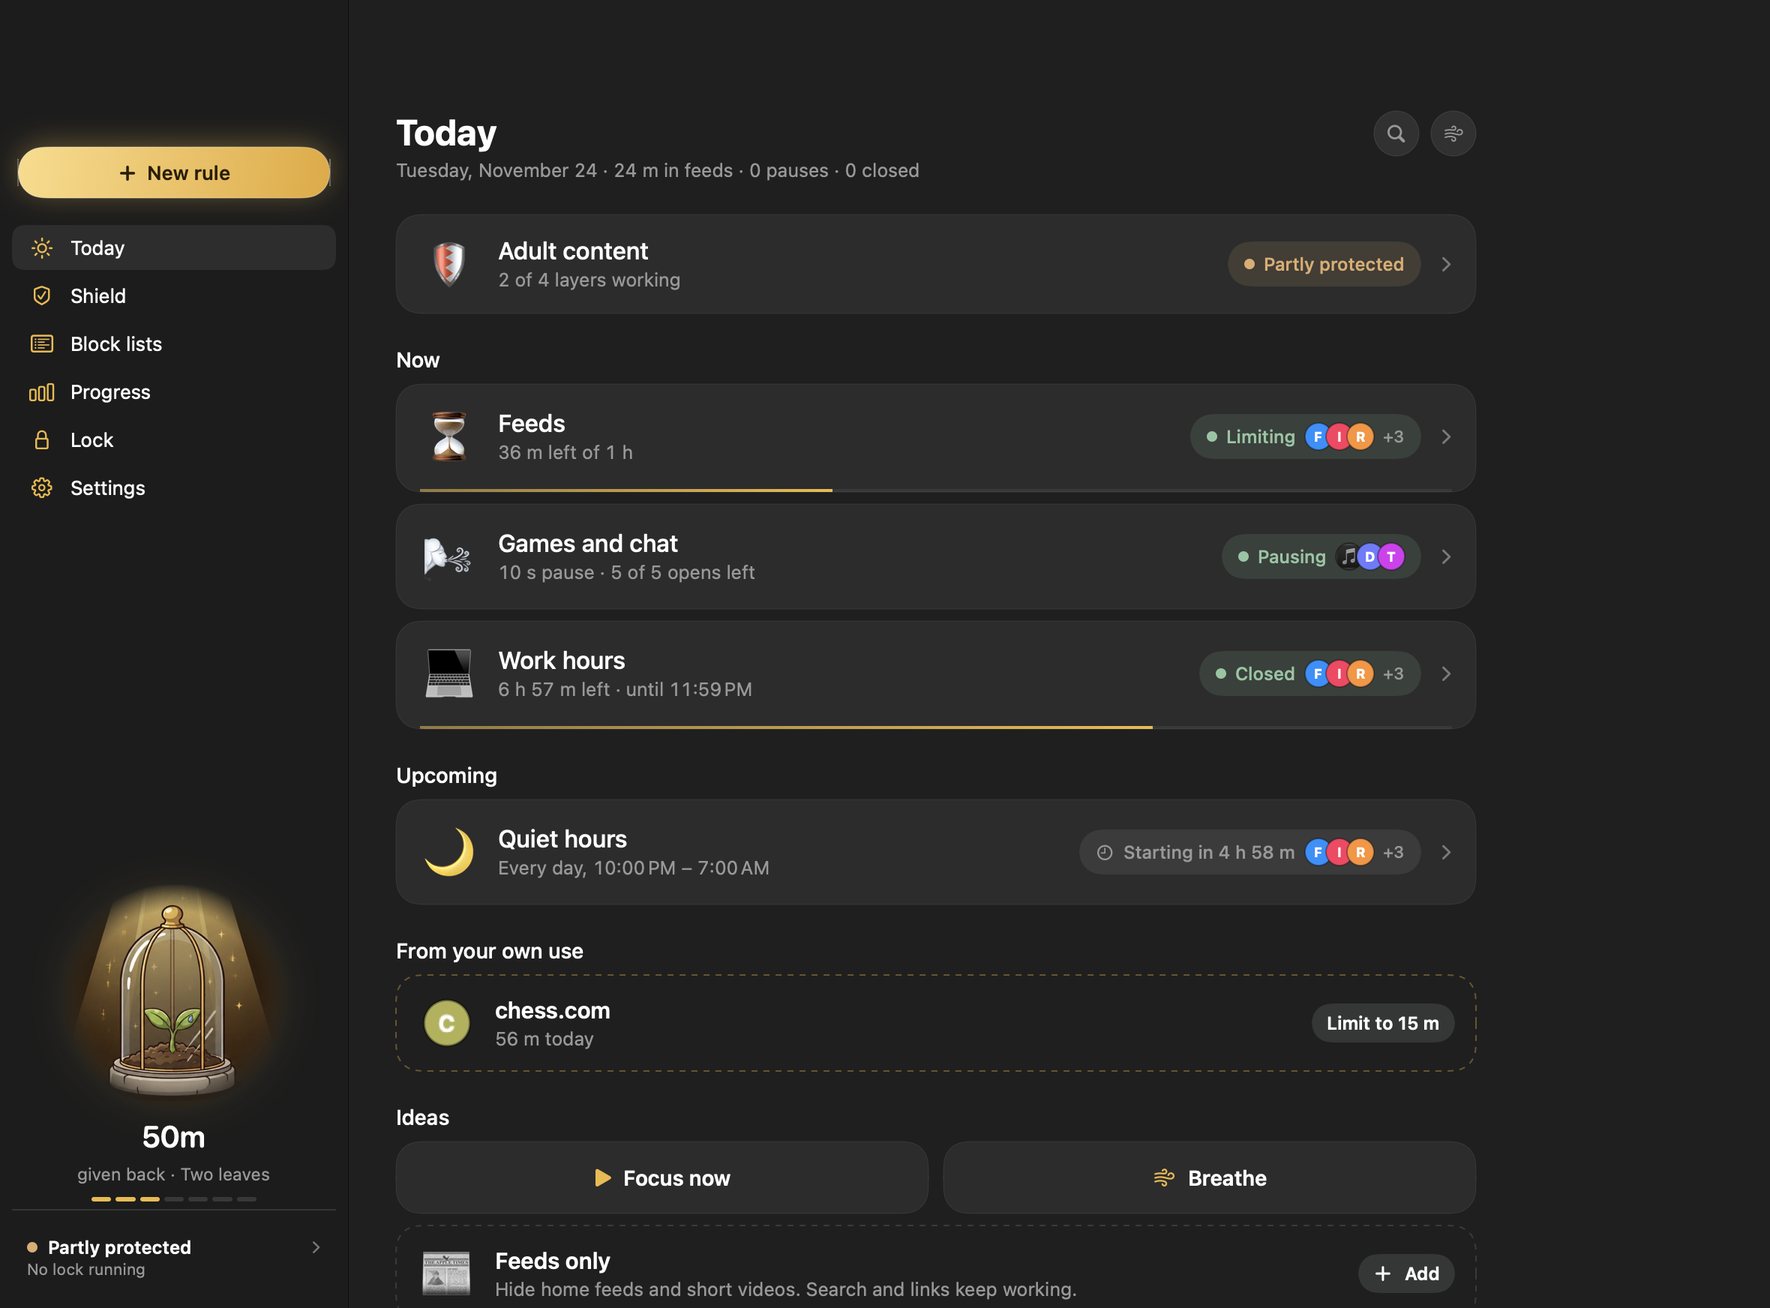 + New rule
Today
Shield
Block lists
Progress
Lock
Settings
50m
given back · Two leaves
Partly protected
No lock running
Today
Tuesday, November 24 · 24 m in feeds · 0 pauses · 0 closed
Adult content
2 of 4 layers working
Partly protected
Now
Feeds
36 m left of 1 h
Limiting F I R +3
Games and chat
10 s pause · 5 of 5 opens left
Pausing D T
Work hours
6 h 57 m left · until 11:59 PM
Closed F I R +3
Upcoming
Quiet hours
Every day, 10:00 PM – 7:00 AM
Starting in 4 h 58 m F I R +3
From your own use
C
chess.com
56 m today
Limit to 15 m
Ideas
Focus now
Breathe
Feeds only
Hide home feeds and short videos. Search and links keep working.
+ Add